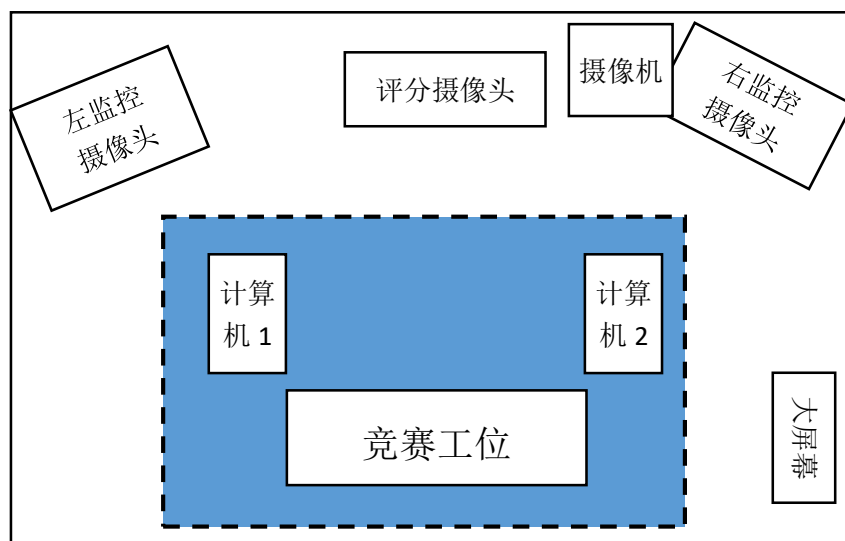 左监控
摄像头
评分摄像头
摄像机
右监控
摄像头
计算
机 1
计算
机 2
竞赛工位
大屏幕